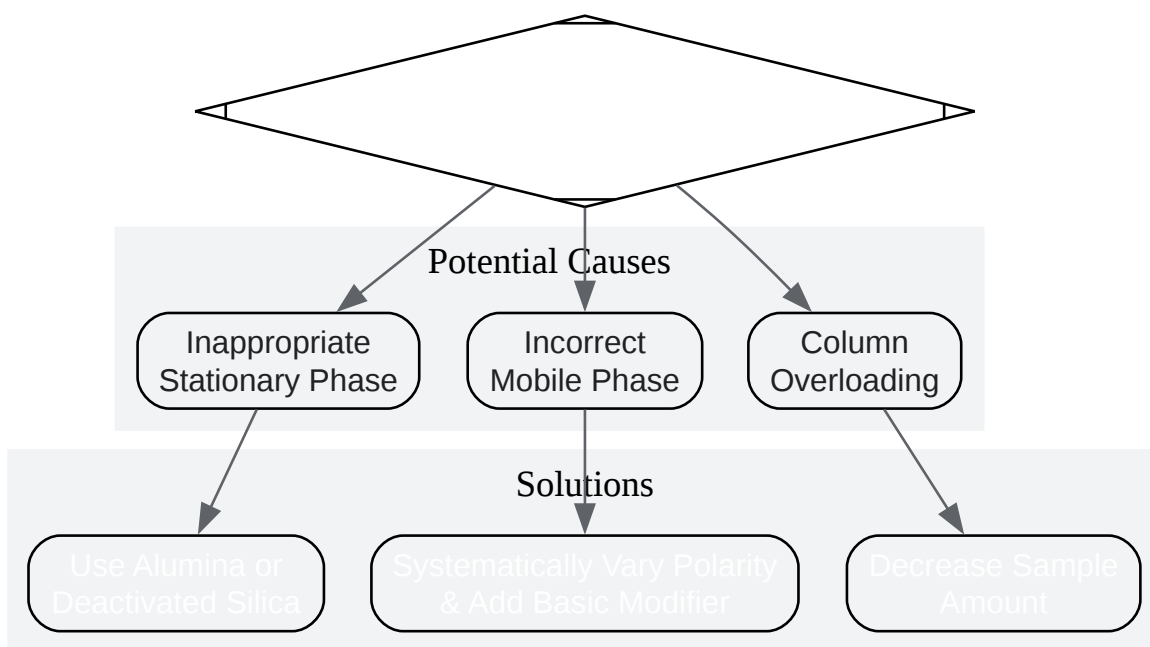 Potential Causes
Inappropriate
Stationary Phase
Incorrect
Mobile Phase
Column
Overloading
Solutions
Use Alumina or
Deactivated Silica
Systematically Vary Polarity
& Add Basic Modifier
Decrease Sample
Amount